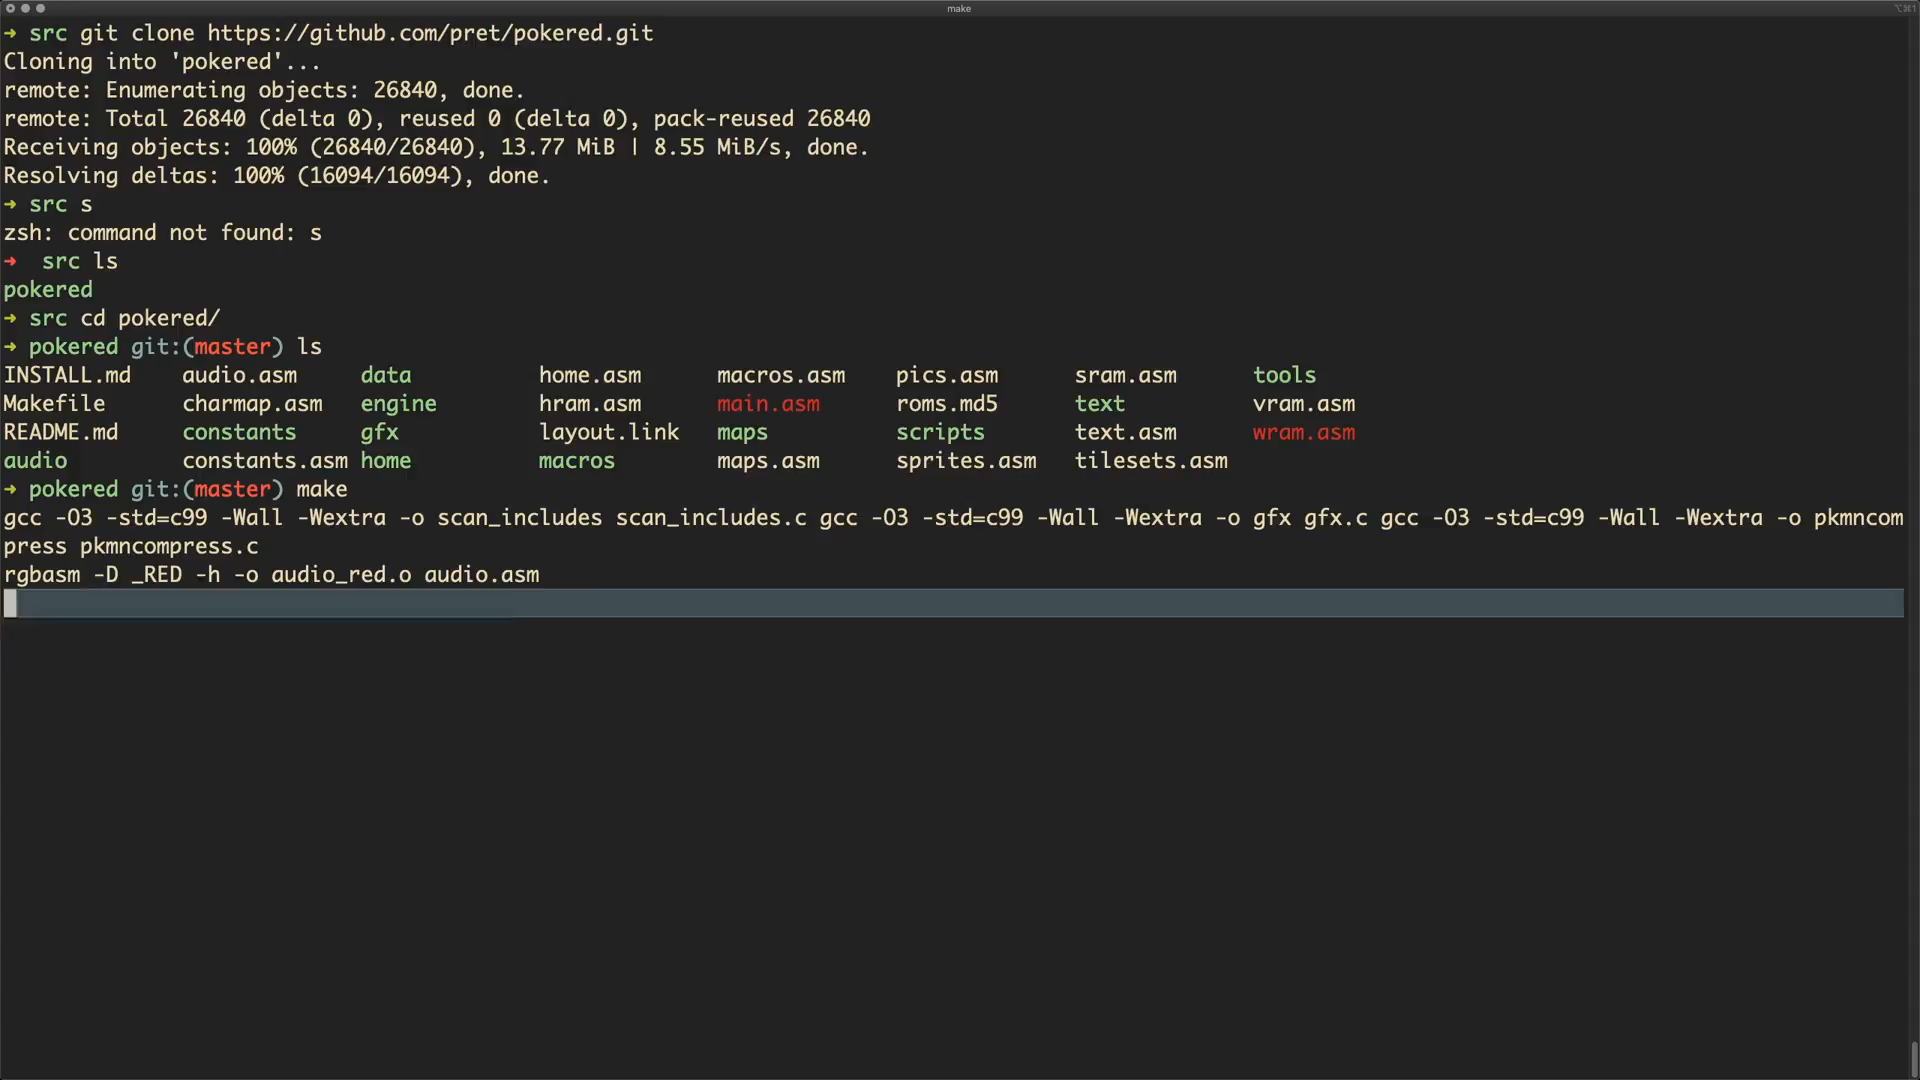 make
⌥⌘1
➜ src git clone https://github.com/pret/pokered.git
Cloning into 'pokered'...
remote: Enumerating objects: 26840, done.
remote: Total 26840 (delta 0), reused 0 (delta 0), pack-reused 26840
Receiving objects: 100% (26840/26840), 13.77 MiB | 8.55 MiB/s, done.
Resolving deltas: 100% (16094/16094), done.
➜ src s
zsh: command not found: s
➜  src ls
pokered
➜ src cd pokered/
➜ pokered git:(master) ls
INSTALL.md    audio.asm     data          home.asm      macros.asm    pics.asm      sram.asm      tools
Makefile      charmap.asm   engine        hram.asm      main.asm      roms.md5      text          vram.asm
README.md     constants     gfx           layout.link   maps          scripts       text.asm      wram.asm
audio         constants.asm home          macros        maps.asm      sprites.asm   tilesets.asm
➜ pokered git:(master) make
gcc -O3 -std=c99 -Wall -Wextra -o scan_includes scan_includes.c gcc -O3 -std=c99 -Wall -Wextra -o gfx gfx.c gcc -O3 -std=c99 -Wall -Wextra -o pkmncom
press pkmncompress.c
rgbasm -D _RED -h -o audio_red.o audio.asm